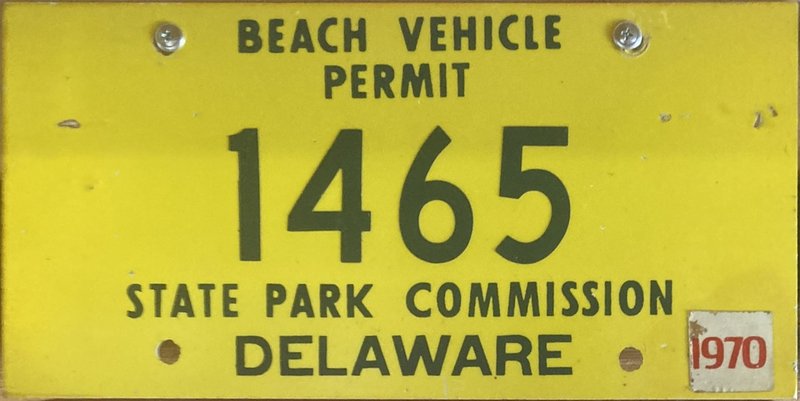 BEACH VEHICLE
PERMIT
1465
STATE PARK COMMISSION
DELAWARE
1970